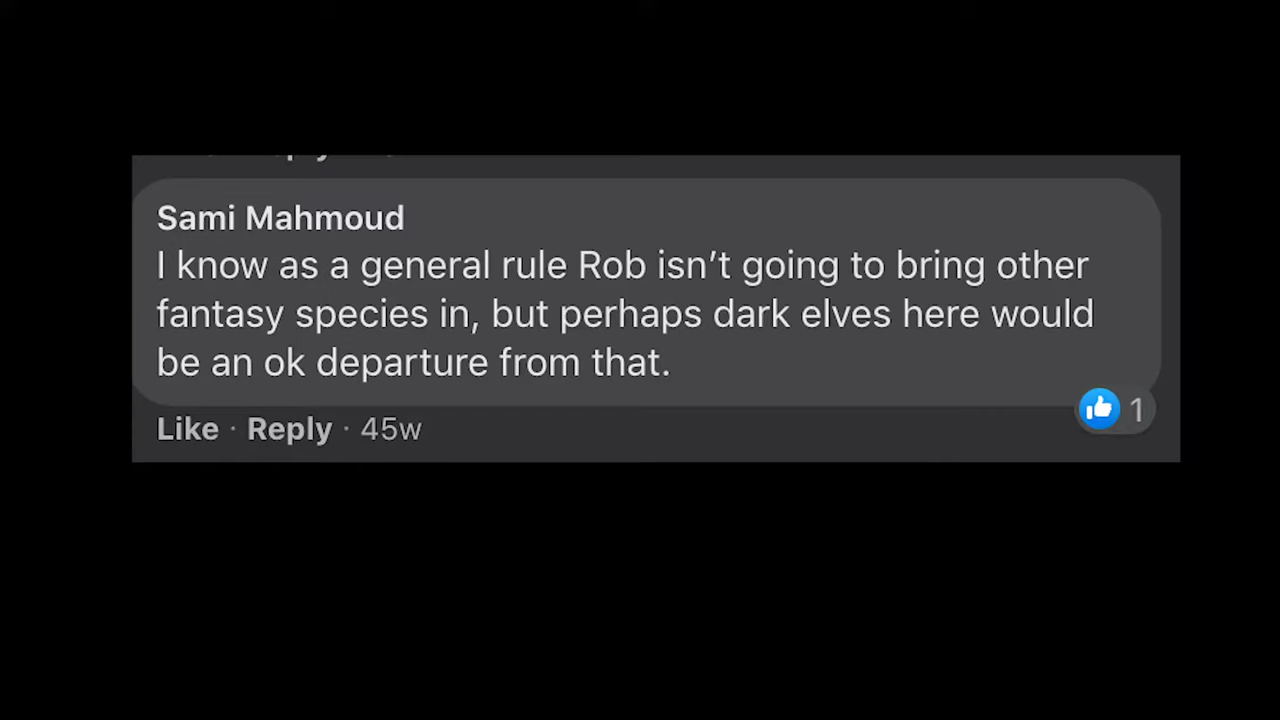 Sami Mahmoud
I know as a general rule Rob isn’t going to bring other
fantasy species in, but perhaps dark elves here would
be an ok departure from that.
Like · Reply · 45w
1